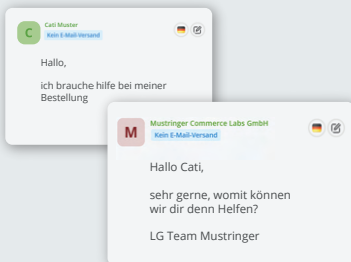 C
Cati Muster
Kein E-Mail-Versand
Hallo,
ich brauche hilfe bei meiner
Bestellung
M
Mustringer Commerce Labs GmbH
Kein E-Mail-Versand
Hallo Cati,
sehr gerne, womit können
wir dir denn Helfen?
LG Team Mustringer